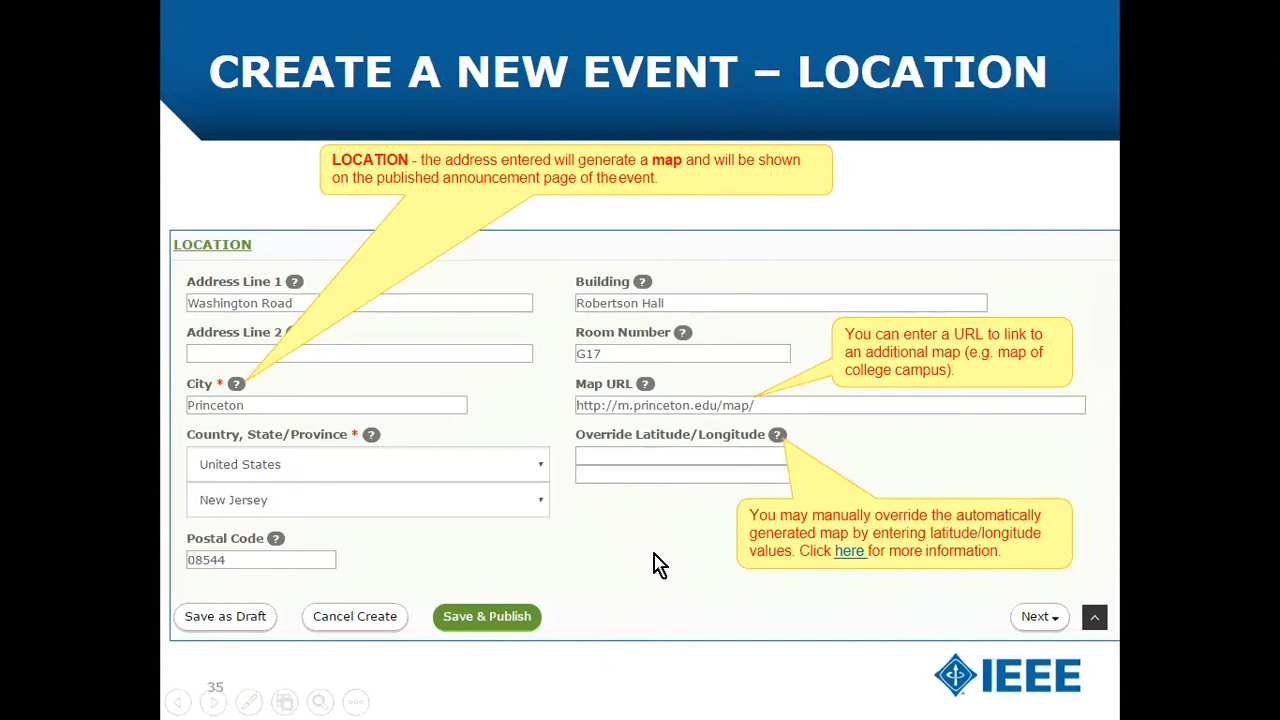 CREATE A NEW EVENT – LOCATION
LOCATION - the address entered will generate a map and will be shown
on the published announcement page of the event.
LOCATION
Address Line 1 ?
Washington Road
Building ?
Robertson Hall
Address Line 2
Room Number ?
G17
You can enter a URL to link to
an additional map (e.g. map of
college campus).
City * ?
Princeton
Map URL ?
http://m.princeton.edu/map/
Country, State/Province * ?
United States
New Jersey
Override Latitude/Longitude ?
You may manually override the automatically
generated map by entering latitude/longitude
values. Click here for more information.
Postal Code ?
08544
Save as Draft
Cancel Create
Save & Publish
Next
35
IEEE